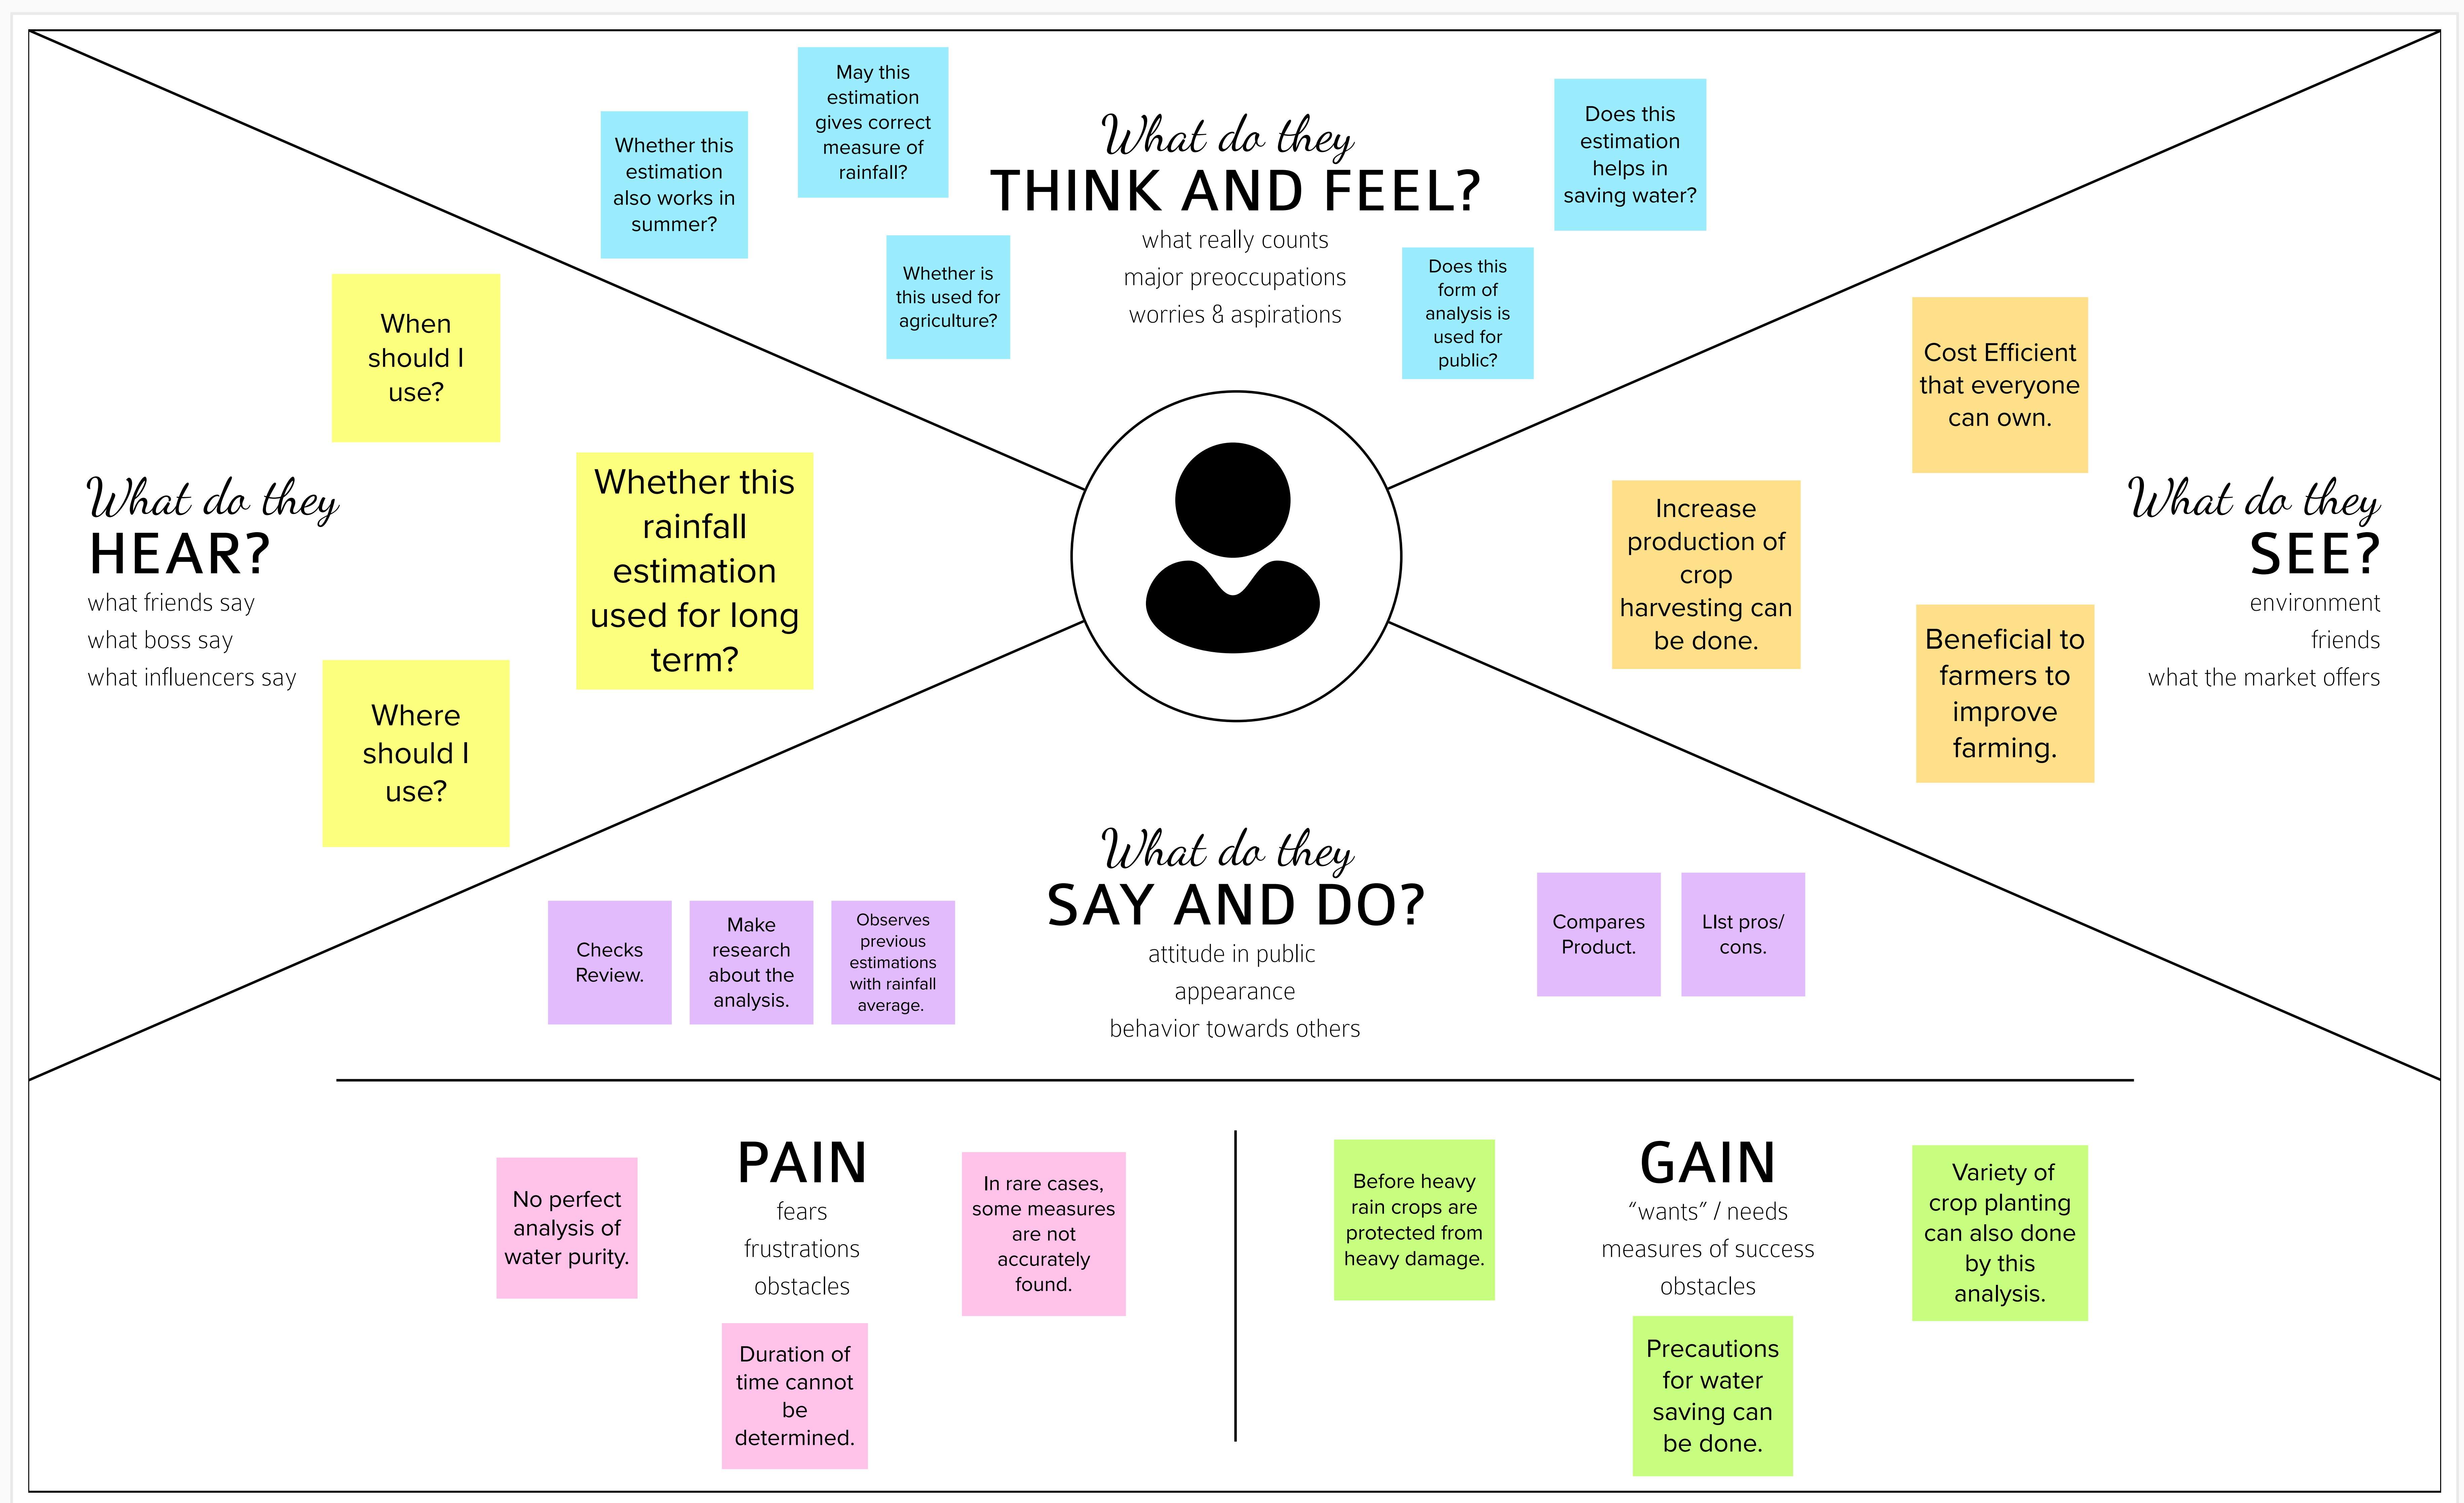 What do they
THINK AND FEEL?
what really counts
major preoccupations
worries & aspirations
Whether this
estimation
also works in
summer?
May this
estimation
gives correct
measure of
rainfall?
Whether is
this used for
agriculture?
Does this
form of
analysis is
used for
public?
Does this
estimation
helps in
saving water?
What do they
HEAR?
what friends say
what boss say
what influencers say
When
should I
use?
Whether this
rainfall
estimation
used for long
term?
Where
should I
use?
What do they
SEE?
environment
friends
what the market offers
Cost Efficient
that everyone
can own.
Increase
production of
crop
harvesting can
be done.
Beneficial to
farmers to
improve
farming.
What do they
SAY AND DO?
attitude in public
appearance
behavior towards others
Checks
Review.
Make
research
about the
analysis.
Observes
previous
estimations
with rainfall
average.
Compares
Product.
LIst pros/
cons.
PAIN
fears
frustrations
obstacles
No perfect
analysis of
water purity.
In rare cases,
some measures
are not
accurately
found.
Duration of
time cannot
be
determined.
GAIN
“wants” / needs
measures of success
obstacles
Before heavy
rain crops are
protected from
heavy damage.
Variety of
crop planting
can also done
by this
analysis.
Precautions
for water
saving can
be done.